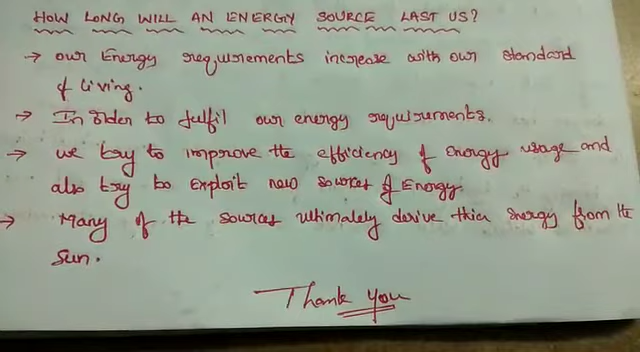 HOW LONG WILL AN ENERGY SOURCE LAST US?
→ our Energy requirements increase with our standard
of living.
→ In order to fulfil our energy requirements.
→ we try to improve the efficiency of Energy usage and
also try to exploit new sources of Energy.
→ Many of the sources ultimately derive their Energy from the
Sun.
Thank you